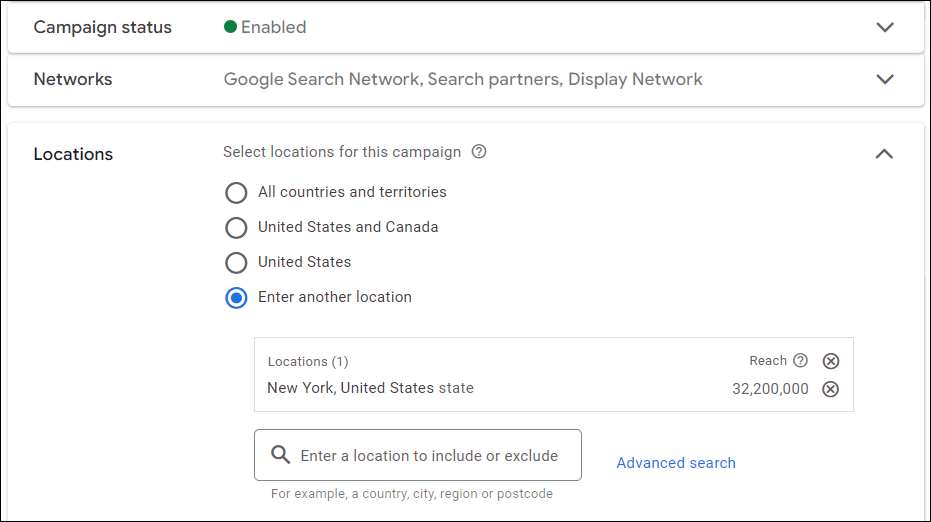 Campaign status Enabled
Networks Google Search Network, Search partners, Display Network
Locations Select locations for this campaign ?
All countries and territories
United States and Canada
United States
Enter another location
Locations (1) Reach ?
New York, United States state 32,200,000
Enter a location to include or exclude
Advanced search
For example, a country, city, region or postcode